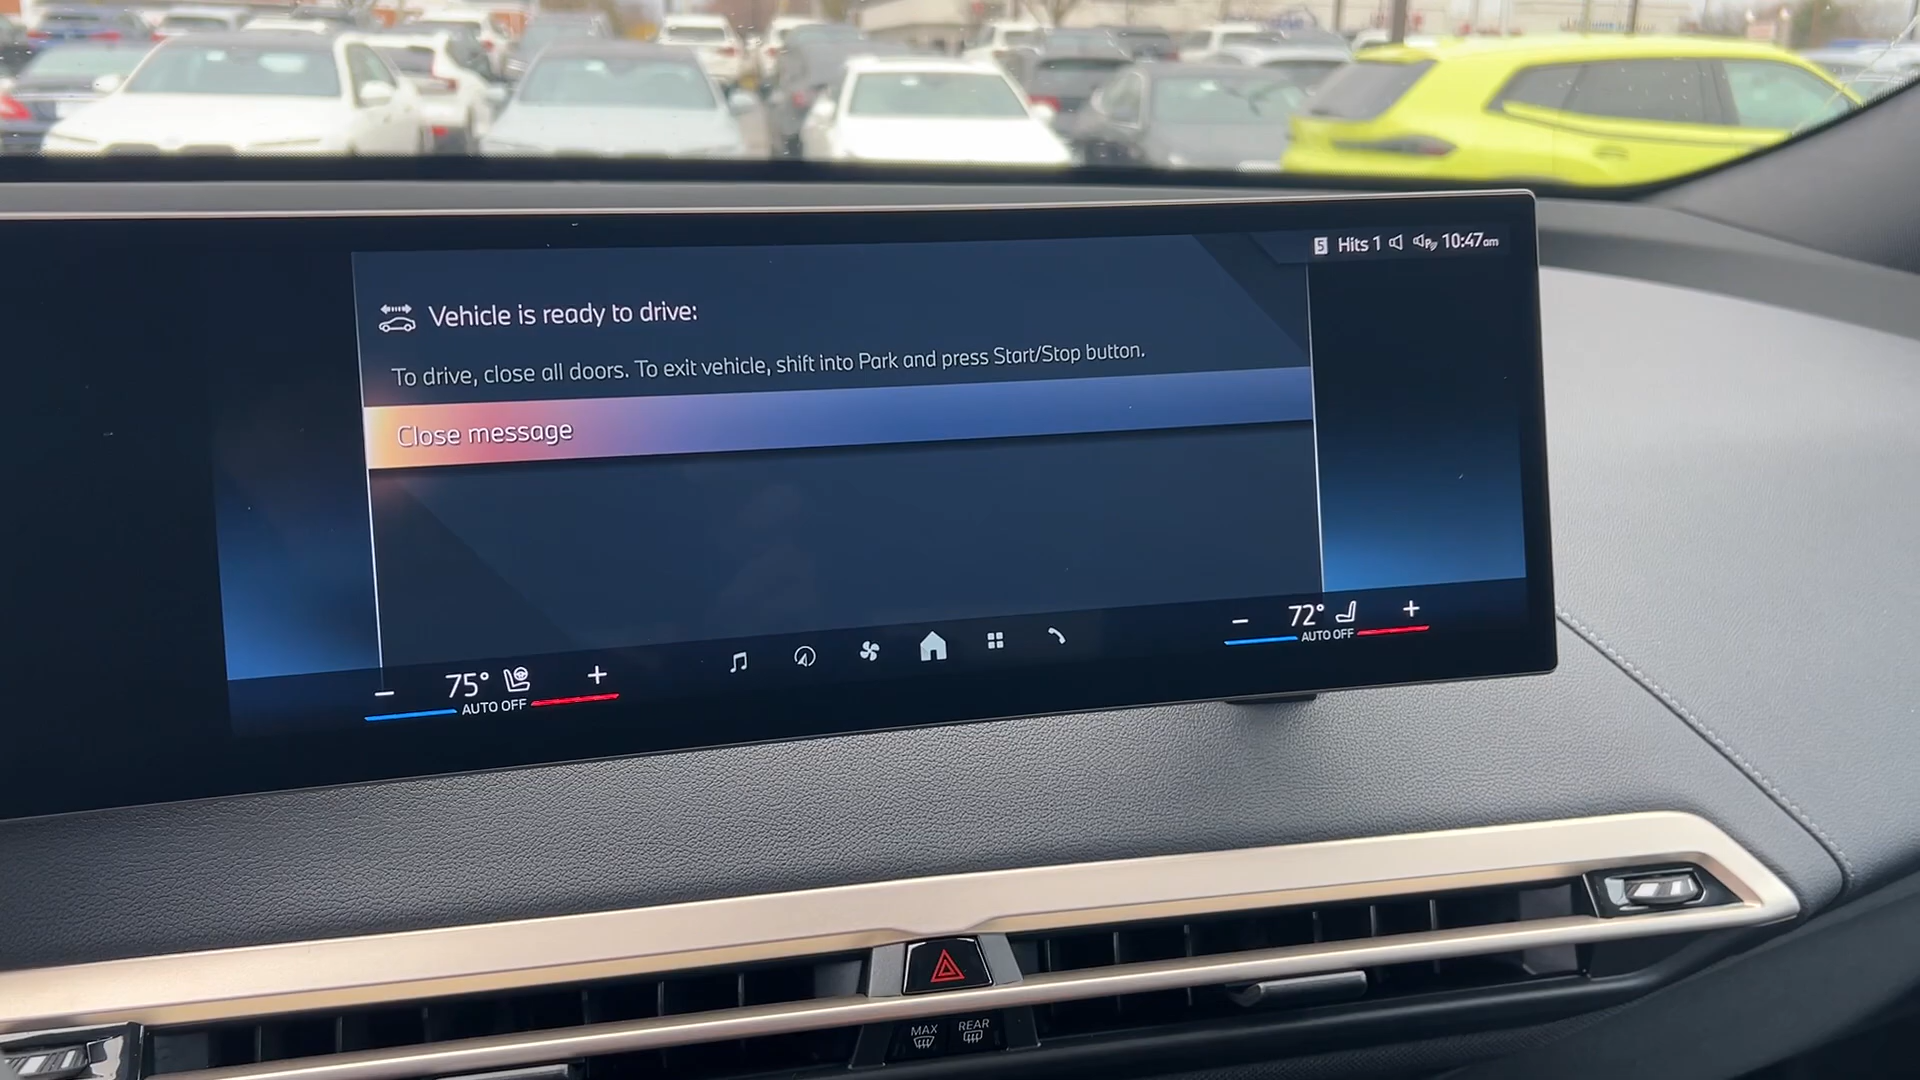 5 Hits 1 10:47am
Vehicle is ready to drive:
To drive, close all doors. To exit vehicle, shift into Park and press Start/Stop button.
Close message
− 75° +
AUTO OFF
− 72° +
AUTO OFF
MAX REAR